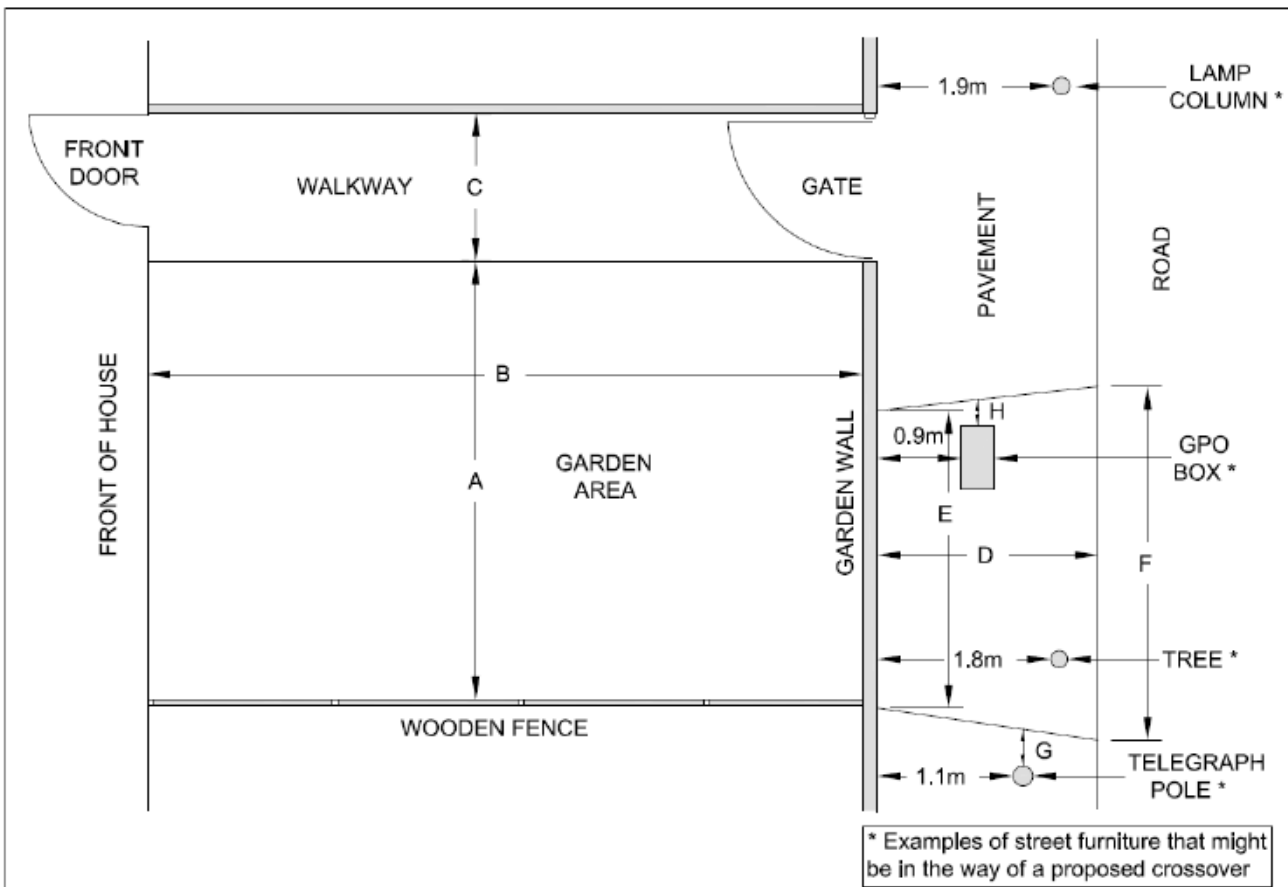 1.9m
LAMP
COLUMN *
FRONT
DOOR
WALKWAY
C
GATE
PAVEMENT
ROAD
FRONT OF HOUSE
B
A
GARDEN
AREA
GARDEN WALL
H
0.9m
GPO
BOX *
E
D
F
1.8m
TREE *
WOODEN FENCE
G
1.1m
TELEGRAPH
POLE *
* Examples of street furniture that might
be in the way of a proposed crossover